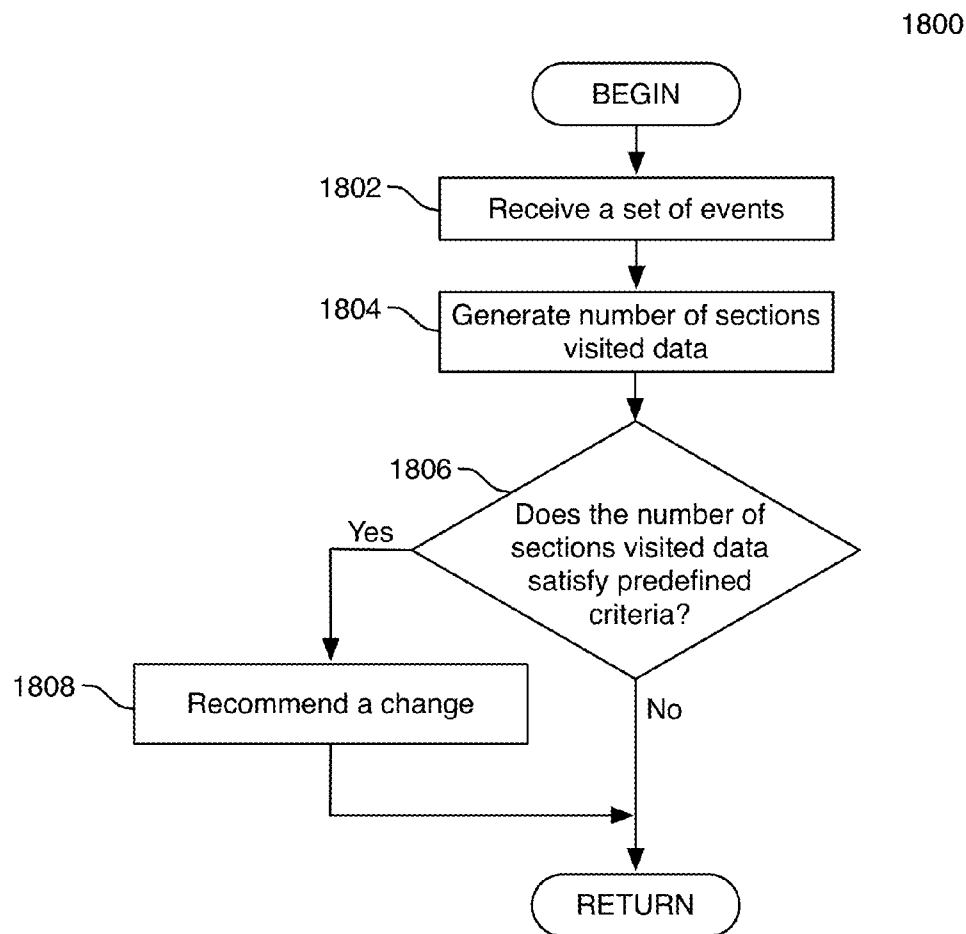 1800
BEGIN
1802
Receive a set of events
1804
Generate number of sections
visited data
1806
Does the number of
sections visited data
satisfy predefined
criteria?
Yes
1808
Recommend a change
No
RETURN